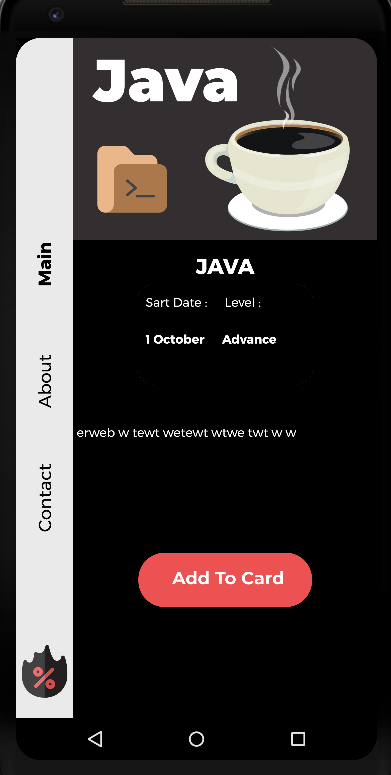 Java
JAVA
Sart Date : Level :
1 October Advance
erweb w tewt wetewt wtwe twt w w
Add To Card
Main
About
Contact
%